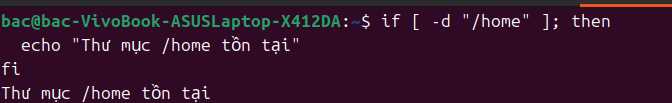 bac@bac-VivoBook-ASUSLaptop-X412DA:~$ if [ -d "/home" ]; then
  echo "Thư mục /home tồn tại"
fi
Thư mục /home tồn tại